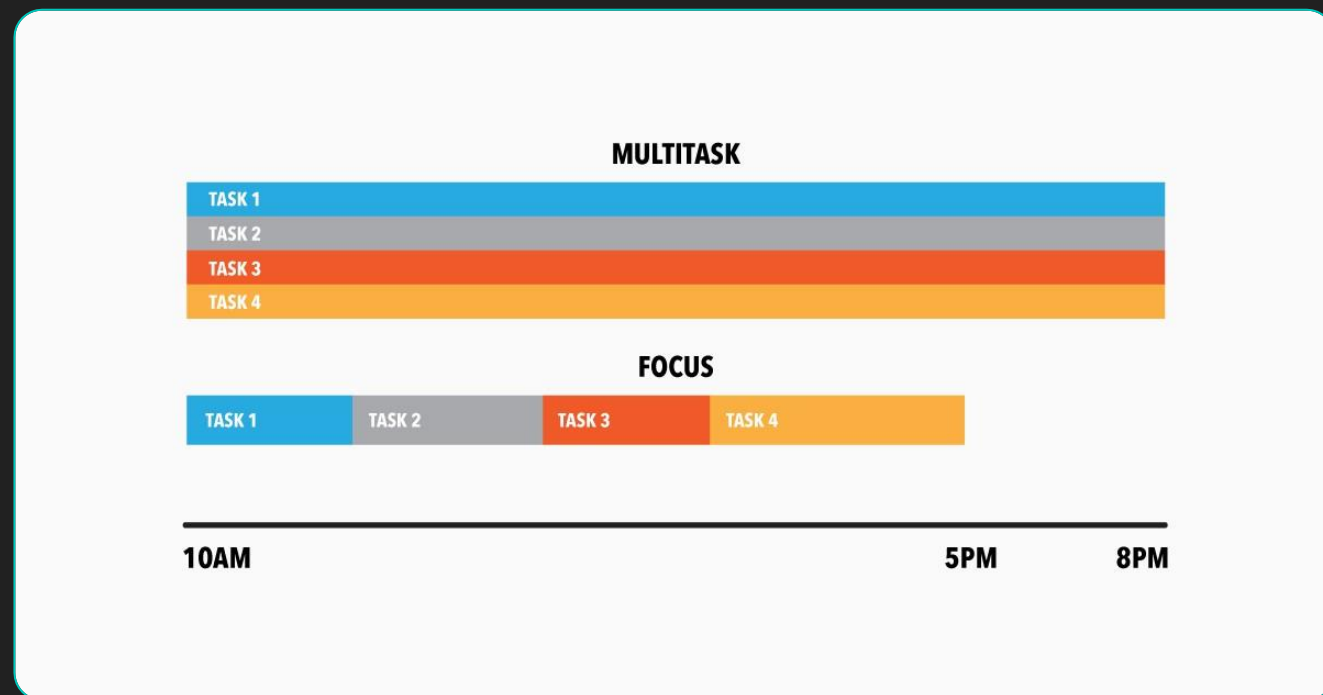 MULTITASK
TASK 1
TASK 2
TASK 3
TASK 4
FOCUS
TASK 1 TASK 2 TASK 3 TASK 4
10AM 5PM 8PM